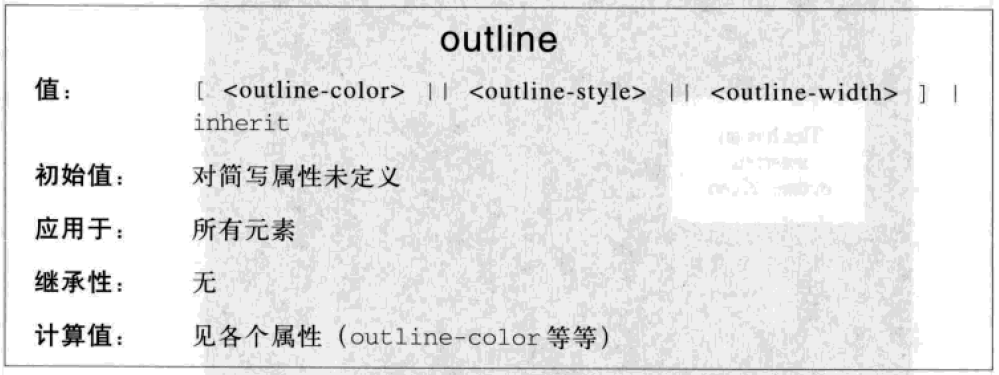 outline
值： [ <outline-color> || <outline-style> || <outline-width> ] |
inherit
初始值： 对简写属性未定义
应用于： 所有元素
继承性： 无
计算值： 见各个属性（outline-color 等等）